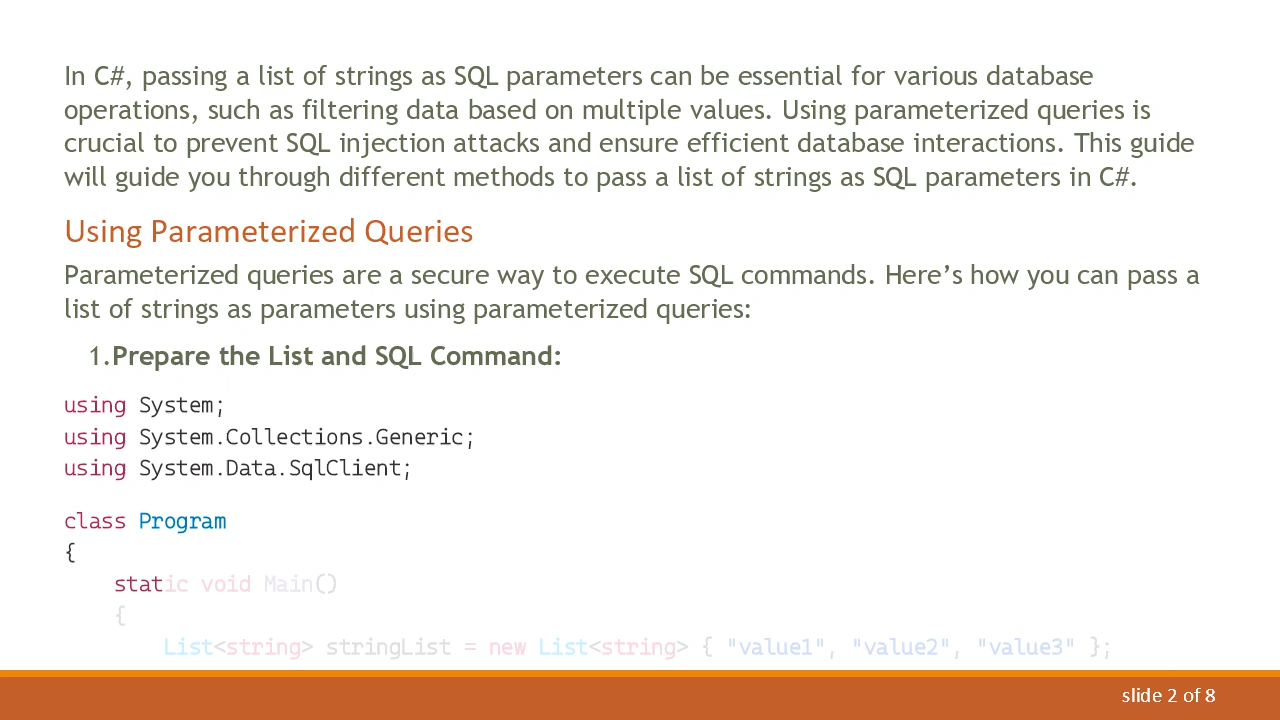 In C#, passing a list of strings as SQL parameters can be essential for various database
operations, such as filtering data based on multiple values. Using parameterized queries is
crucial to prevent SQL injection attacks and ensure efficient database interactions. This guide
will guide you through different methods to pass a list of strings as SQL parameters in C#.
Using Parameterized Queries
Parameterized queries are a secure way to execute SQL commands. Here’s how you can pass a
list of strings as parameters using parameterized queries:
1.Prepare the List and SQL Command:
using System;
using System.Collections.Generic;
using System.Data.SqlClient;
class Program
{
    static void Main()
    {
        List<string> stringList = new List<string> { "value1", "value2", "value3" };
slide 2 of 8